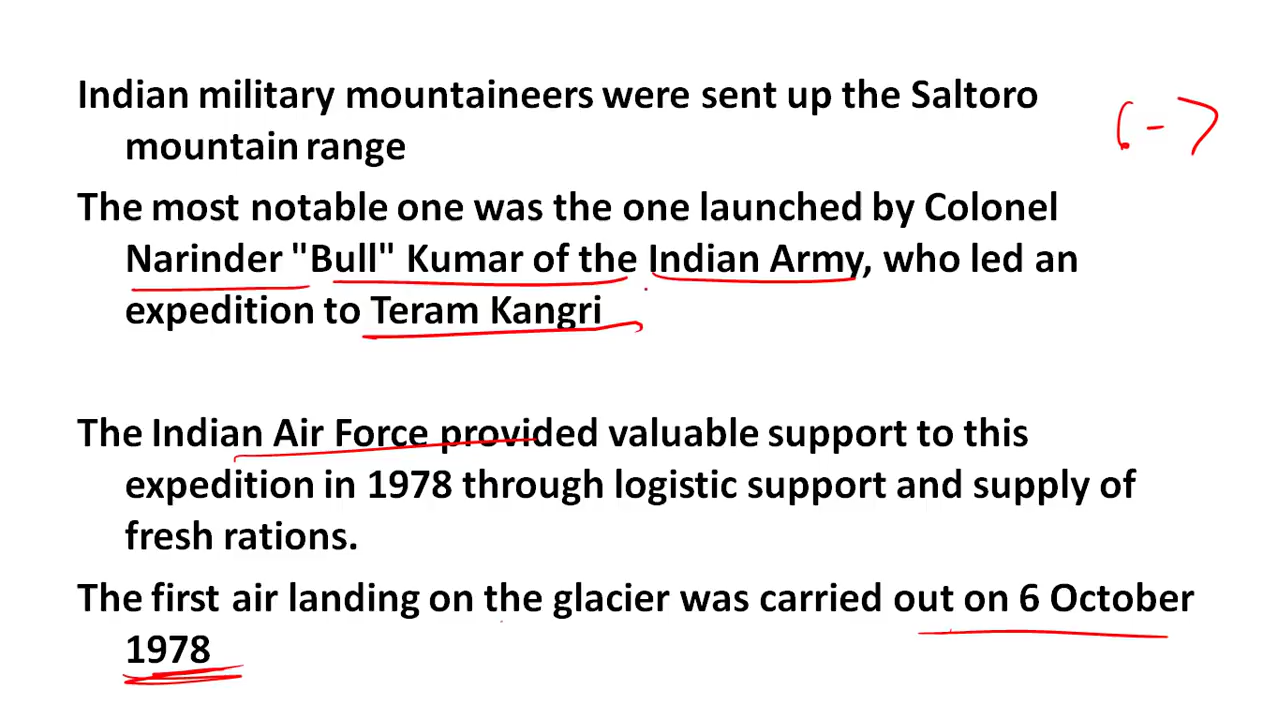 Indian military mountaineers were sent up the Saltoro
6-7
mountain range
The most notable one was the one launched by Colonel
Narinder "Bull" Kumar of the Indian Army, who led an
expedition to Teram Kangri
The Indian Air Force provided valuable support to this
expedition in 1978 through logistic support and supply of
fresh rations.
The first air landing on the glacier was carried out on 6 October
1978